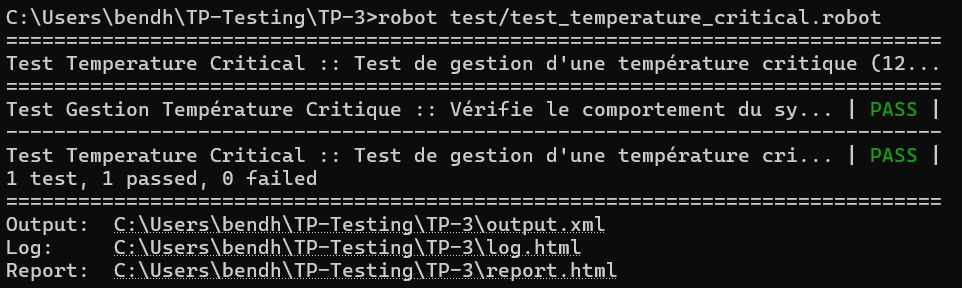 C:\Users\bendh\TP-Testing\TP-3>robot test/test_temperature_critical.robot
==============================================================================
Test Temperature Critical :: Test de gestion d'une température critique (12...
==============================================================================
Test Gestion Température Critique :: Vérifie le comportement du sy... | PASS |
------------------------------------------------------------------------------
Test Temperature Critical :: Test de gestion d'une température cri... | PASS |
1 test, 1 passed, 0 failed
==============================================================================
Output:  C:\Users\bendh\TP-Testing\TP-3\output.xml
Log:     C:\Users\bendh\TP-Testing\TP-3\log.html
Report:  C:\Users\bendh\TP-Testing\TP-3\report.html